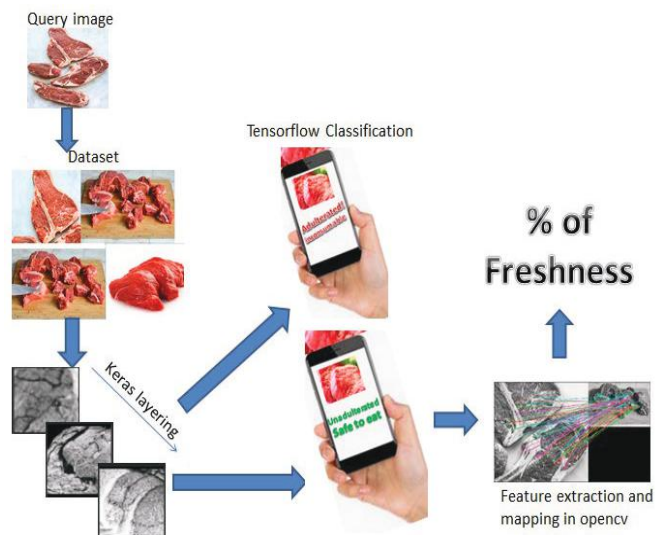 Query image
Dataset
Keras layering
Tensorflow Classification
Adulterated!
Unadulterated
Safe to eat
% of
Freshness
Feature extraction and
mapping in opencv